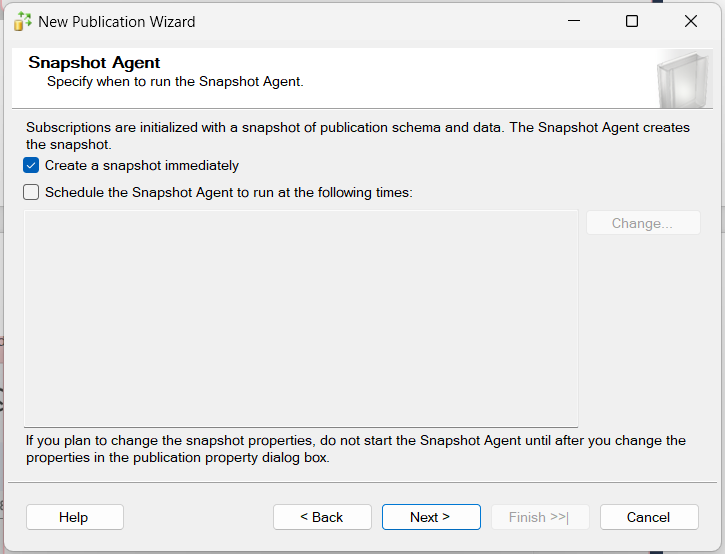 New Publication Wizard
Snapshot Agent
Specify when to run the Snapshot Agent.
Subscriptions are initialized with a snapshot of publication schema and data. The Snapshot Agent creates
the snapshot.
Create a snapshot immediately
Schedule the Snapshot Agent to run at the following times:
Change...
If you plan to change the snapshot properties, do not start the Snapshot Agent until after you change the
properties in the publication property dialog box.
Help
< Back
Next >
Finish >>|
Cancel